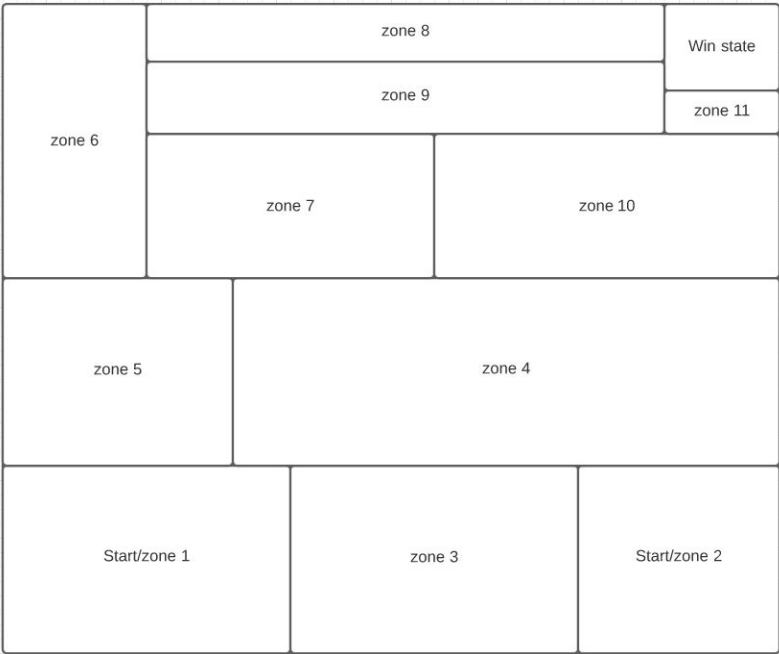 zone 8
Win state
zone 9
zone 11
zone 6
zone 7
zone 10
zone 5
zone 4
Start/zone 1
zone 3
Start/zone 2